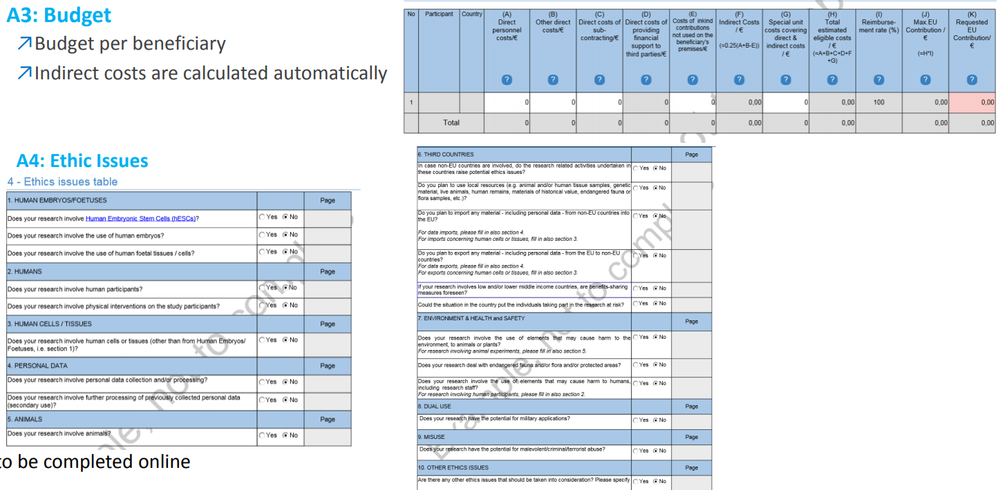 A3: Budget
Budget per beneficiary
Indirect costs are calculated automatically
No Participant Country (A) Direct personnel costs/€ (B) Other direct costs/€ (C) Direct costs of sub-contracting/€ (D) Direct costs of providing financial support to third parties/€ (E) Costs of inkind contributions not used on the beneficiary's premises/€ (F) Indirect Costs / € (=0.25(A+B-E)) (G) Special unit costs covering direct & indirect costs / € (H) Total estimated eligible costs / € (=A+B+C+D+F +G) (I) Reimburse-ment rate (%) (J) Max.EU Contribution / € (=H*I) (K) Requested EU Contribution/ €
? ? ? ? ? ? ? ? ? ? ?
1 0 0 0 0 0 0,00 0 0,00 100 0,00 0,00
Total 0 0 0 0 0 0,00 0 0,00 0,00 0,00
A4: Ethic Issues
4 - Ethics issues table
1. HUMAN EMBRYOS/FOETUSES Page
Does your research involve Human Embryonic Stem Cells (hESCs)? Yes No
Does your research involve the use of human embryos? Yes No
Does your research involve the use of human foetal tissues / cells? Yes No
2. HUMANS Page
Does your research involve human participants? Yes No
Does your research involve physical interventions on the study participants? Yes No
3. HUMAN CELLS / TISSUES Page
Does your research involve human cells or tissues (other than from Human Embryos/ Yes No
Foetuses, i.e. section 1)?
4. PERSONAL DATA Page
Does your research involve personal data collection and/or processing? Yes No
Does your research involve further processing of previously collected personal data Yes No
(secondary use)?
5. ANIMALS Page
Does your research involve animals? Yes No
to be completed online
6. THIRD COUNTRIES Page
In case non-EU countries are involved, do the research related activities undertaken in Yes No
these countries raise potential ethics issues?
Do you plan to use local resources (e.g. animal and/or human tissue samples, genetic Yes No
material, live animals, human remains, materials of historical value, endangered fauna or
flora samples, etc.)?
Do you plan to import any material - including personal data - from non-EU countries into Yes No
the EU?
For data imports, please fill in also section 4.
For imports concerning human cells or tissues, fill in also section 3.
Do you plan to export any material - including personal data - from the EU to non-EU Yes No
countries?
For data exports, please fill in also section 4.
For exports concerning human cells or tissues, fill in also section 3.
If your research involves low and/or lower middle income countries, are benefits-sharing Yes No
measures foreseen?
Could the situation in the country put the individuals taking part in the research at risk? Yes No
7. ENVIRONMENT & HEALTH and SAFETY Page
Does your research involve the use of elements that may cause harm to the Yes No
environment, to animals or plants?
For research involving animal experiments, please fill in also section 5.
Does your research deal with endangered fauna and/or flora and/or protected areas? Yes No
Does your research involve the use of elements that may cause harm to humans, Yes No
including research staff?
For research involving human participants, please fill in also section 2.
8. DUAL USE Page
Does your research have the potential for military applications? Yes No
9. MISUSE Page
Does your research have the potential for malevolent/criminal/terrorist abuse? Yes No
10. OTHER ETHICS ISSUES Page
Are there any other ethics issues that should be taken into consideration? Please specify Yes No
Example, not to compl